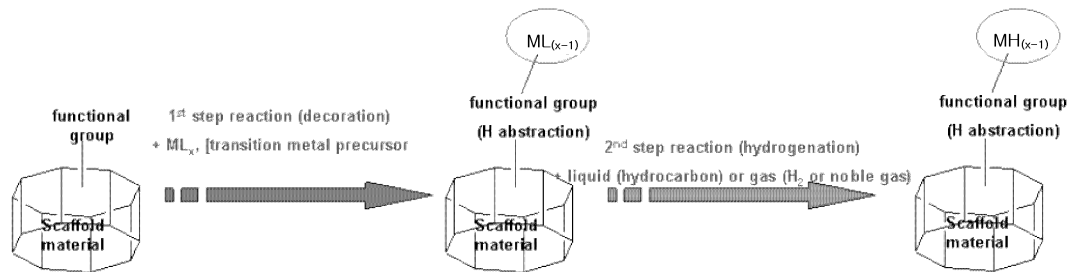 functional
group
Scaffold
material
1st step reaction (decoration)
+ MLx, [transition metal precursor
ML(x-1)
functional group
(H abstraction)
Scaffold
material
2nd step reaction (hydrogenation)
+ liquid (hydrocarbon) or gas (H2 or noble gas)
MH(x-1)
functional group
(H abstraction)
Scaffold
material